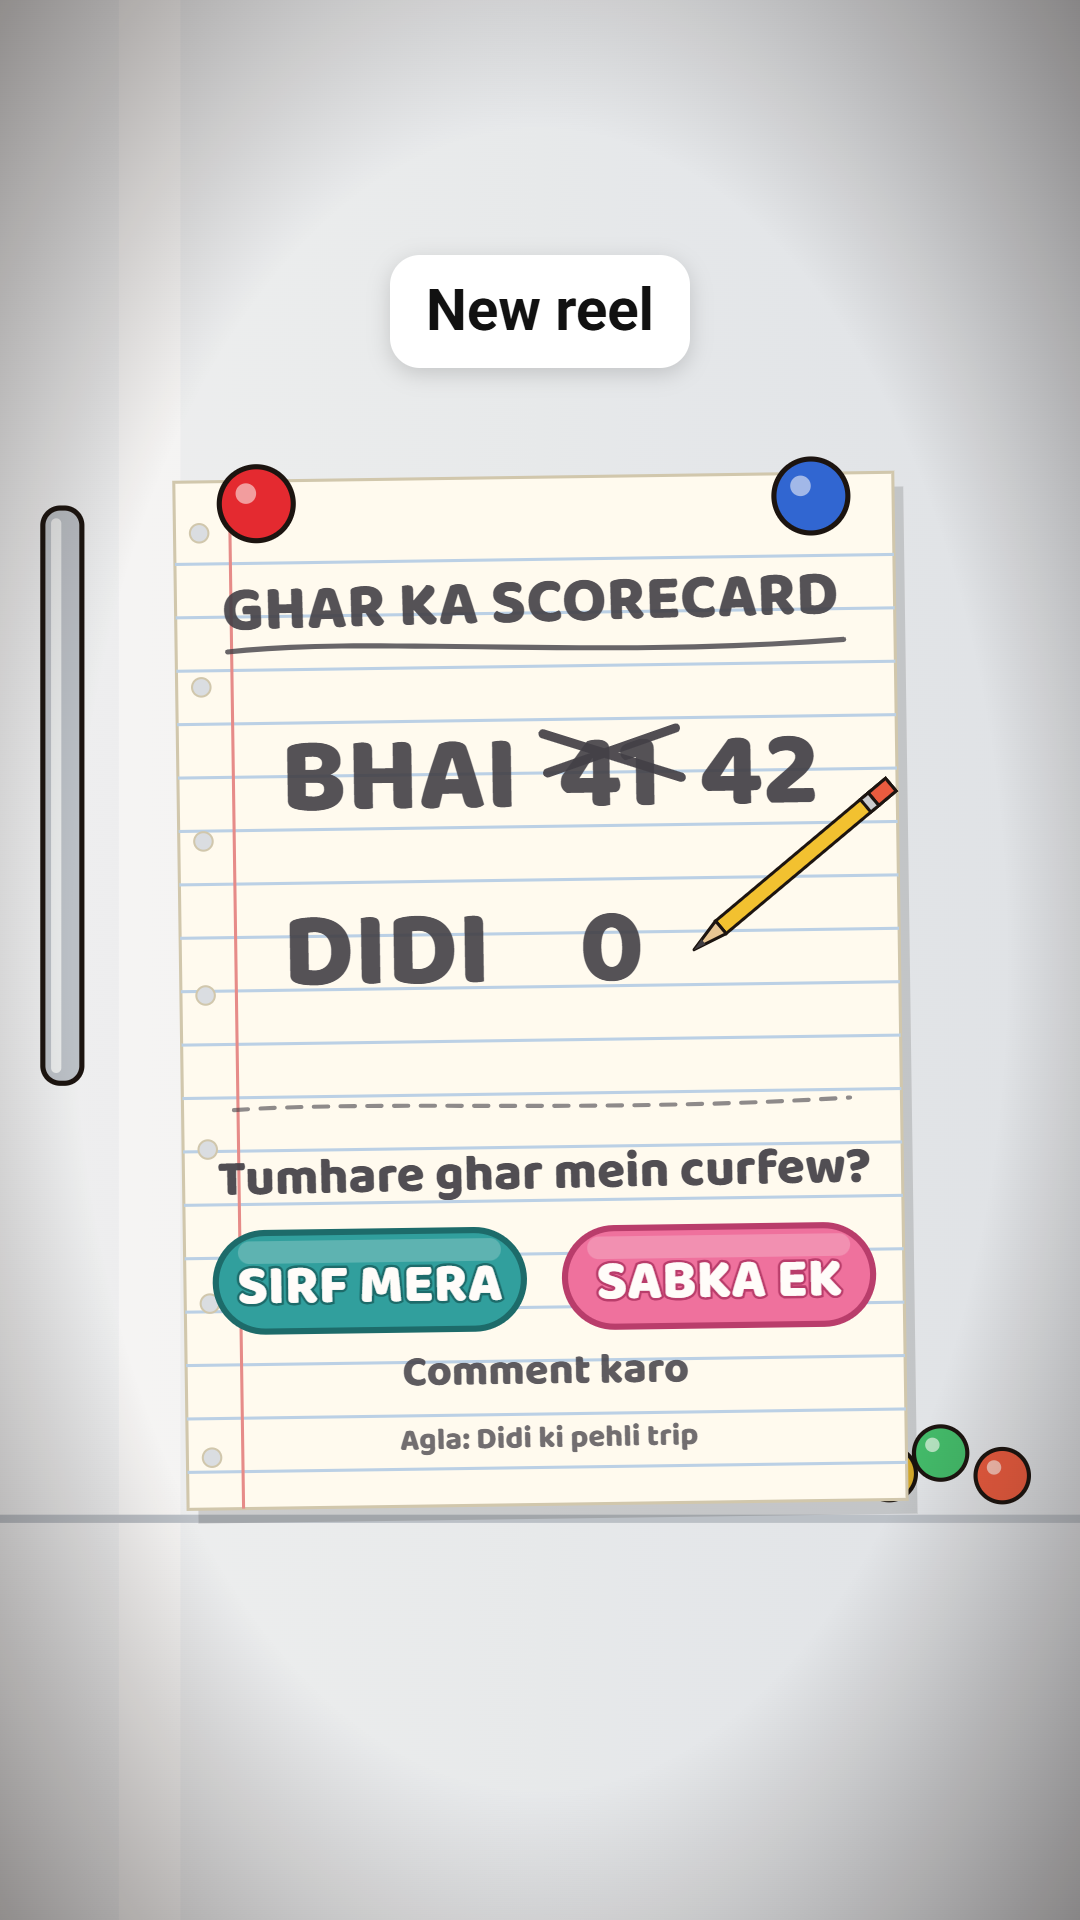 New reel
GHAR KA SCORECARD
BHAI 41 42
DIDI 0
Tumhare ghar mein curfew?
SIRF MERA SABKA EK
Comment karo
Agla: Didi ki pehli trip